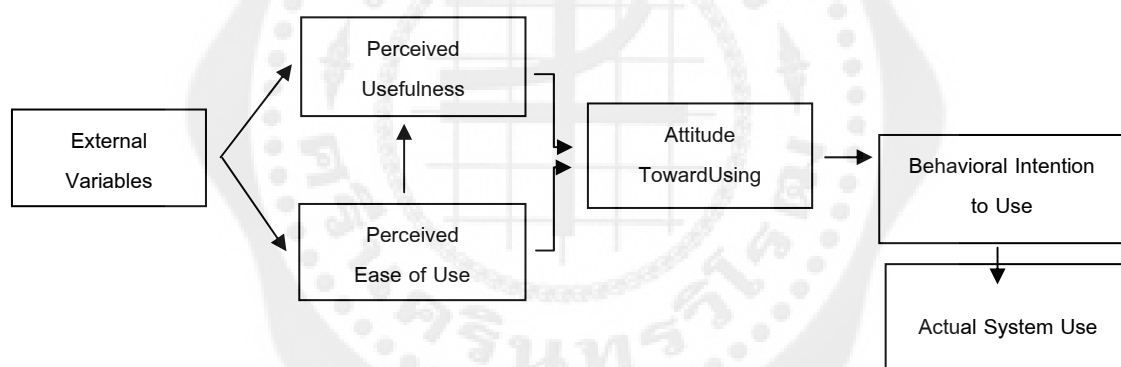 Perceived
Usefulness
External
Variables
Attitude
TowardUsing
Behavioral Intention
to Use
Perceived
Ease of Use
Actual System Use